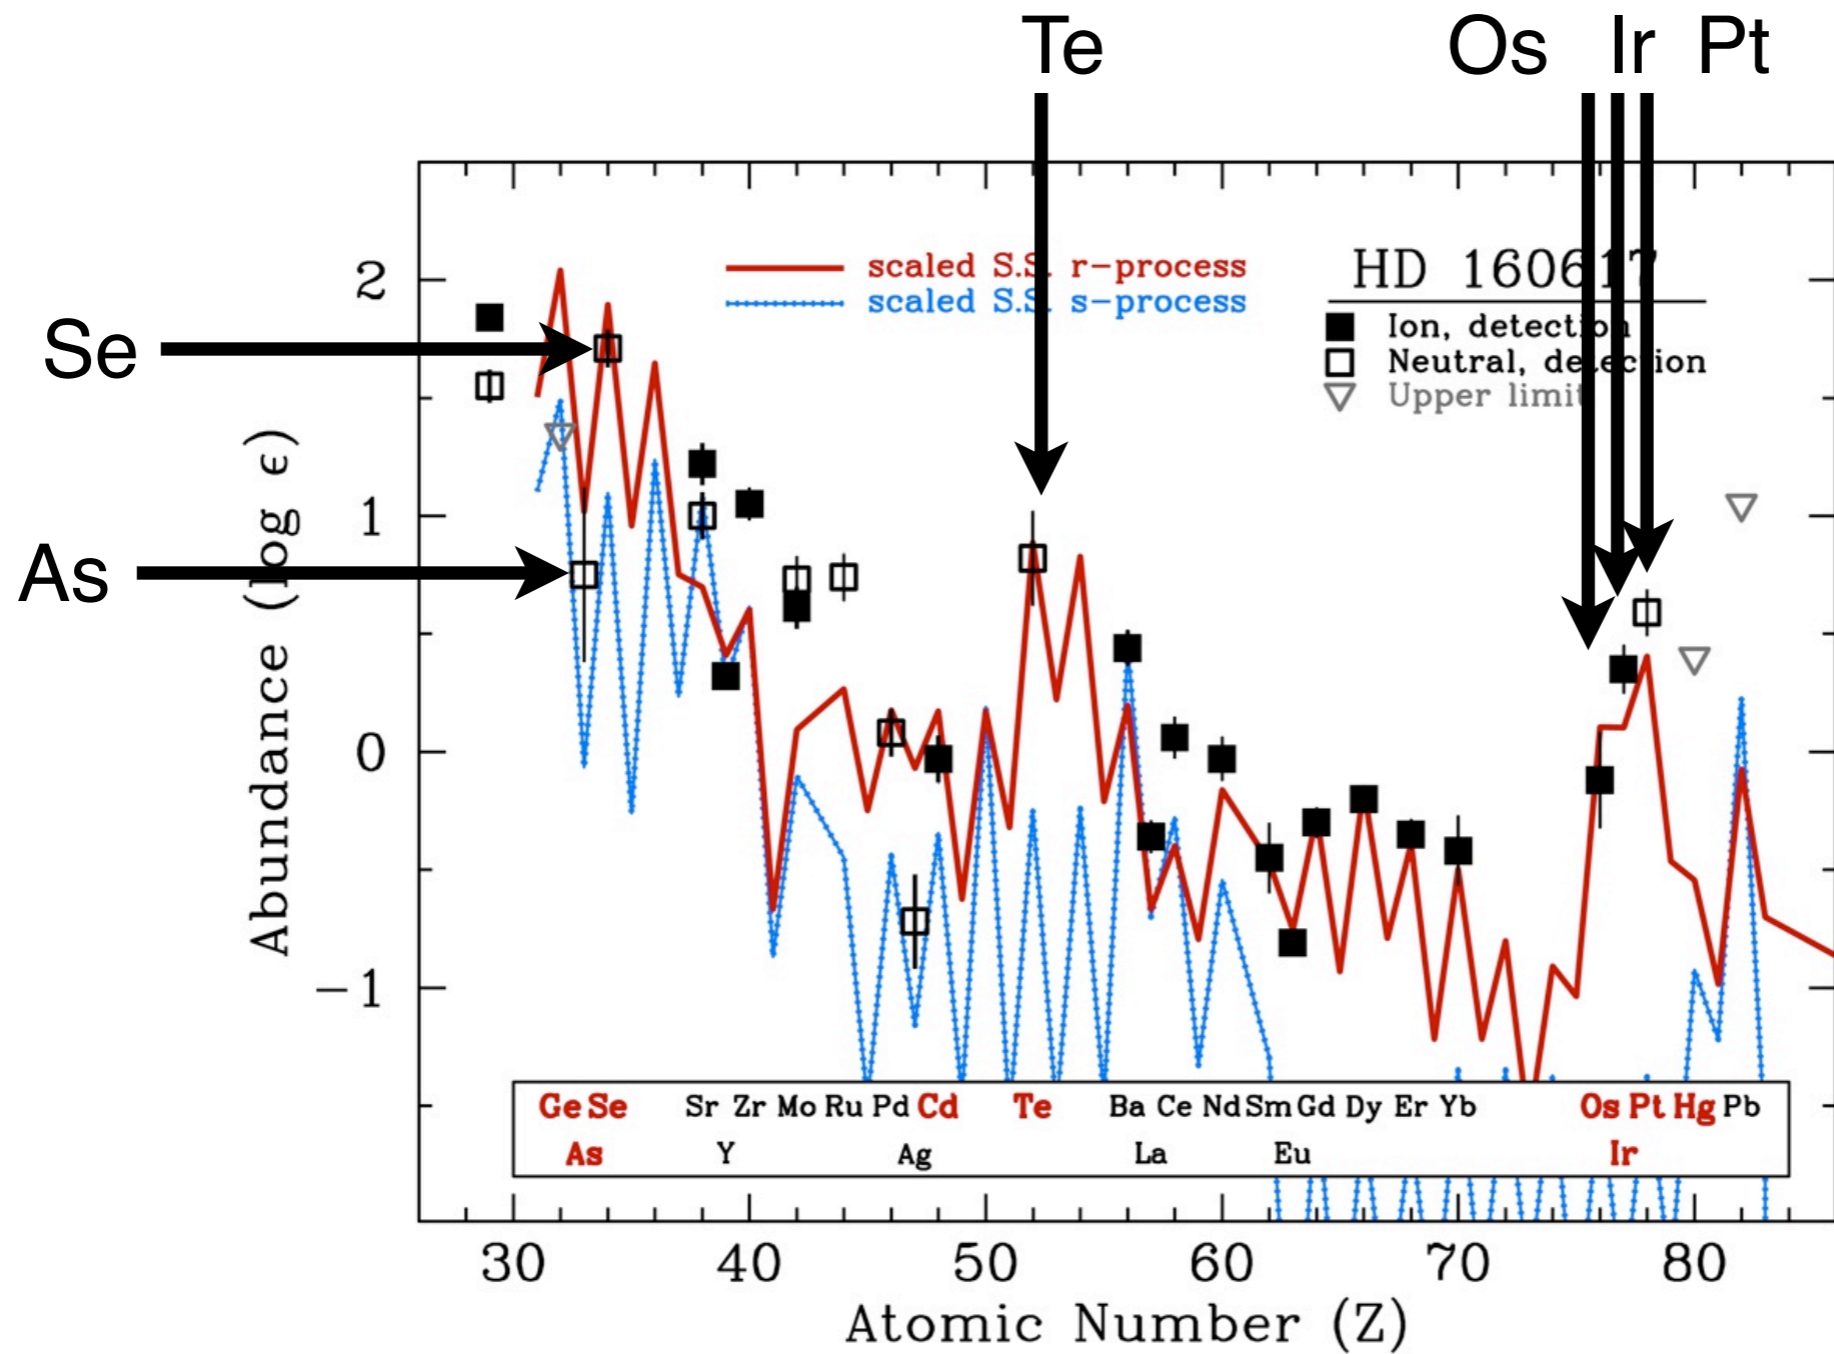 Te Os Ir Pt
scaled S.S. r-process
scaled S.S. s-process
HD 160617
Ion, detection
Neutral, detection
Upper limit
Se
As
Abundance (log ϵ)
2
1
0
-1
Ge Se Sr Zr Mo Ru Pd Cd Te Ba Ce Nd Sm Gd Dy Er Yb Os Pt Hg Pb
As Y Ag La Eu Ir
30 40 50 60 70 80
Atomic Number (Z)